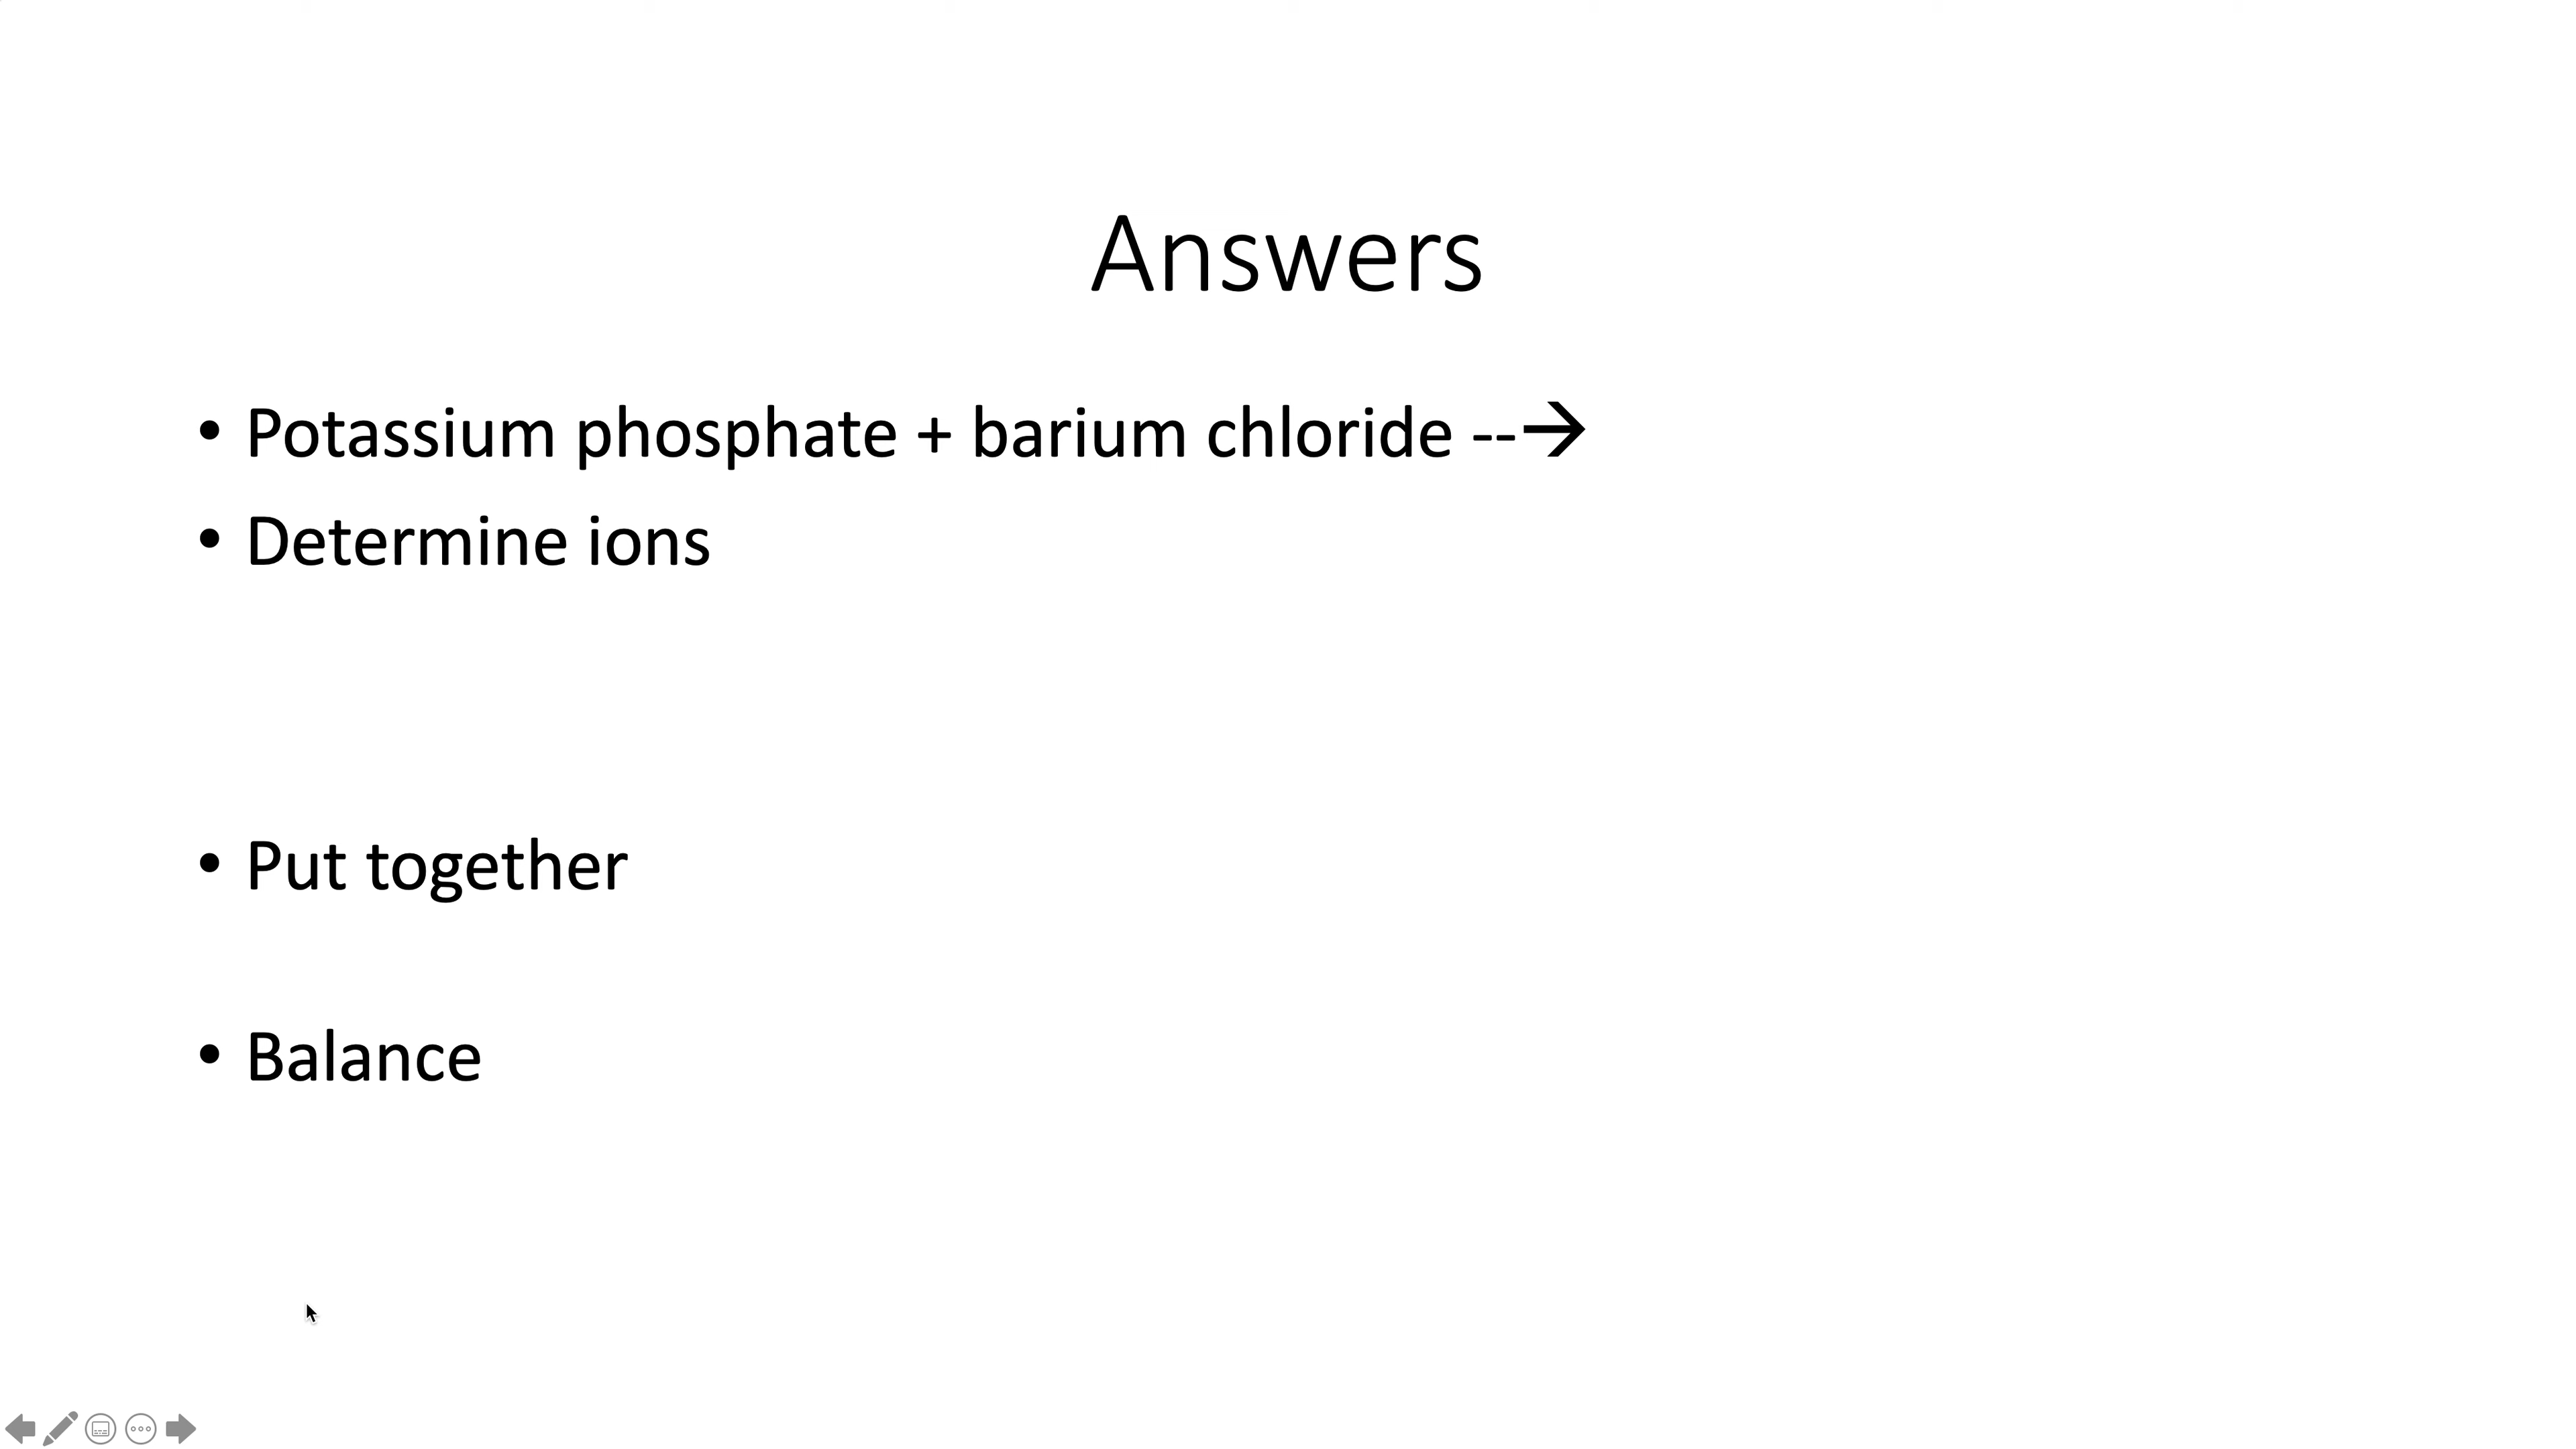 Answers
• Potassium phosphate + barium chloride --→
• Determine ions
• Put together
• Balance